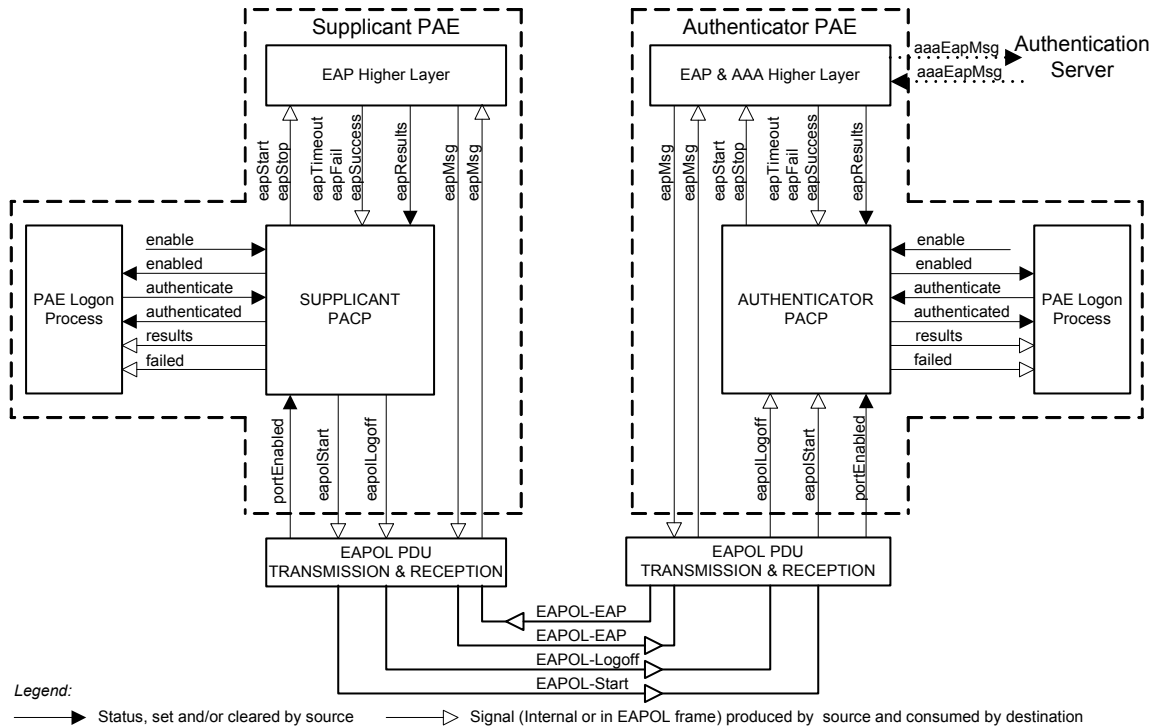 Supplicant PAE
Authenticator PAE
EAP Higher Layer
EAP & AAA Higher Layer
aaaEapMsg
aaaEapMsg
Authentication
Server
eapStart
eapStop
eapTimeout
eapFail
eapSuccess
eapResults
eapMsg
eapMsg
eapMsg
eapMsg
eapStart
eapStop
eapTimeout
eapFail
eapSuccess
eapResults
PAE Logon
Process
enable
enabled
authenticate
authenticated
results
failed
SUPPLICANT
PACP
AUTHENTICATOR
PACP
enable
enabled
authenticate
authenticated
results
failed
PAE Logon
Process
portEnabled
eapolStart
eapolLogoff
eapolLogoff
eapolStart
portEnabled
EAPOL PDU
TRANSMISSION & RECEPTION
EAPOL PDU
TRANSMISSION & RECEPTION
EAPOL-EAP
EAPOL-EAP
EAPOL-Logoff
EAPOL-Start
Legend:
Status, set and/or cleared by source
Signal (Internal or in EAPOL frame) produced by source and consumed by destination